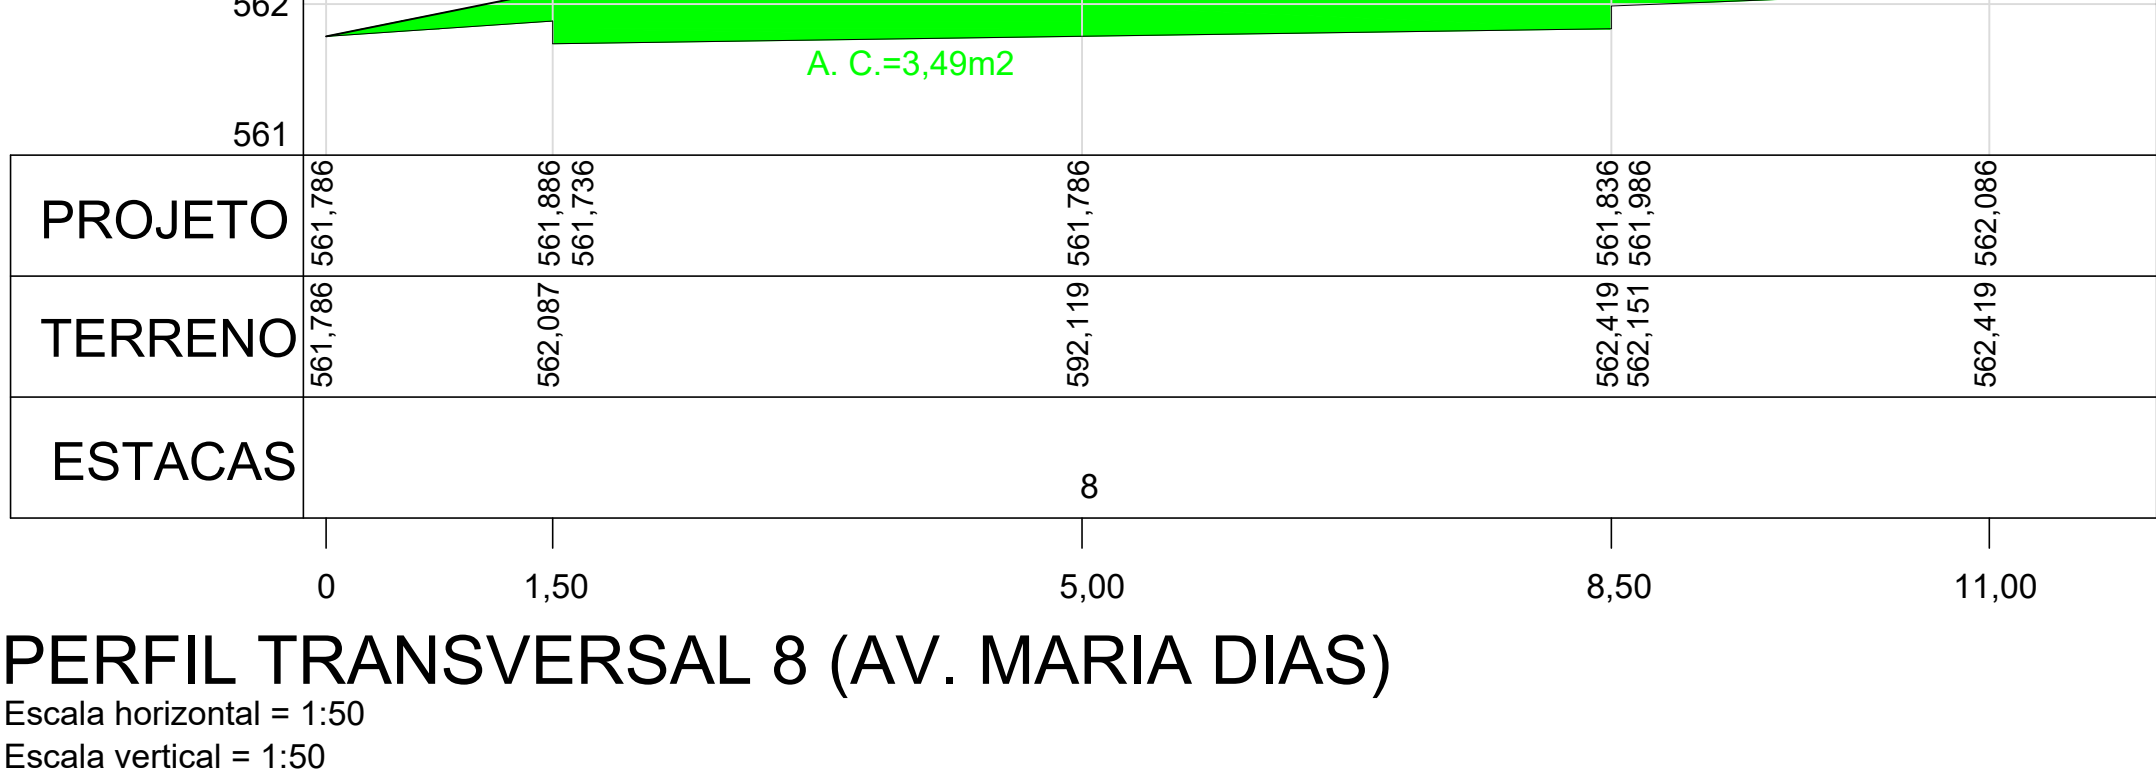 562
A. C.=3,49m2
561
PROJETO 561,786 561,886 561,736 561,786 561,836 561,986 562,086
TERRENO 561,786 562,087 592,119 562,419 562,151 562,419
ESTACAS 8
0 1,50 5,00 8,50 11,00
PERFIL TRANSVERSAL 8 (AV. MARIA DIAS)
Escala horizontal = 1:50
Escala vertical = 1:50